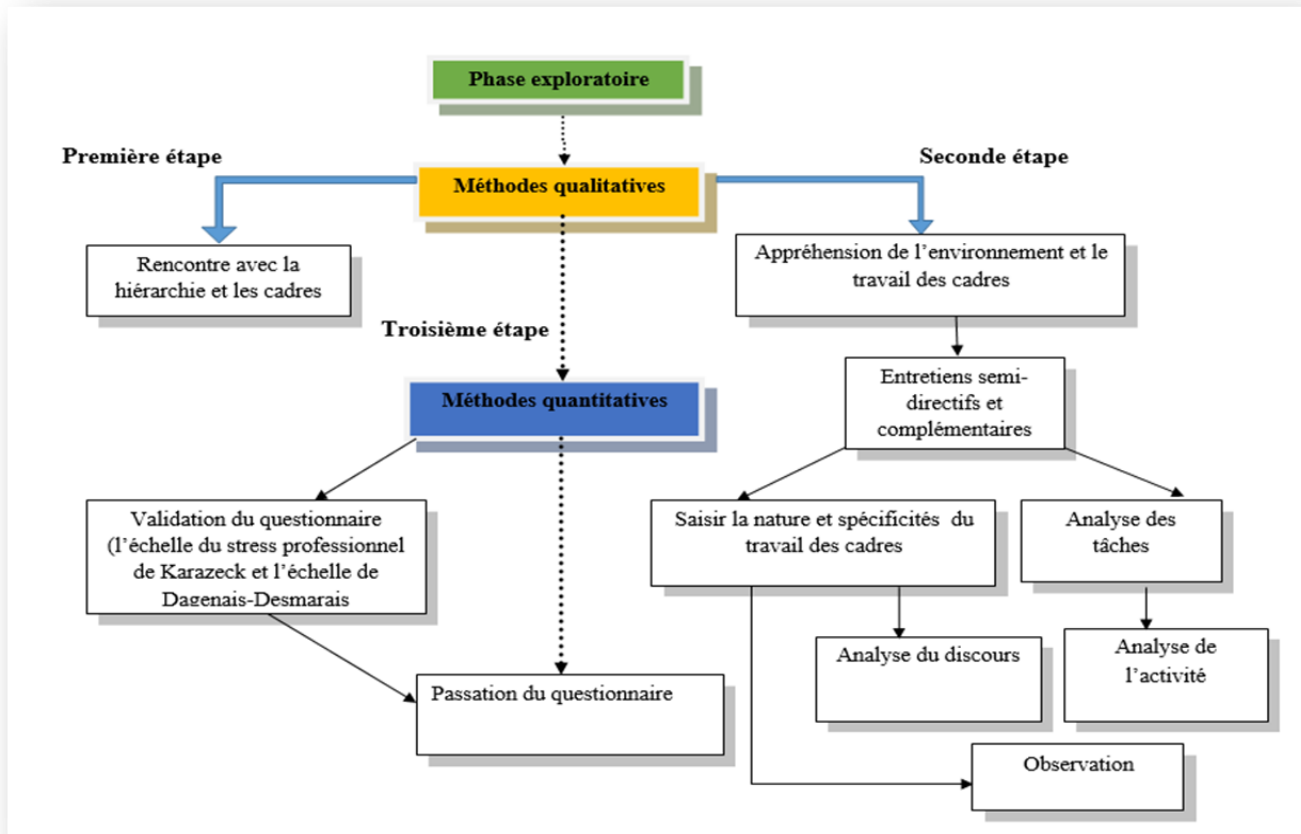 Phase exploratoire
Première étape
Seconde étape
Méthodes qualitatives
Rencontre avec la
hiérarchie et les cadres
Appréhension de l’environnement et le
travail des cadres
Troisième étape
Entretiens semi-
directifs et
complémentaires
Méthodes quantitatives
Validation du questionnaire
(l’échelle du stress professionnel
de Karazeck et l’échelle de
Dagenais-Desmarais
Saisir la nature et spécificités du
travail des cadres
Analyse des
tâches
Analyse du discours
Analyse de
l’activité
Passation du questionnaire
Observation